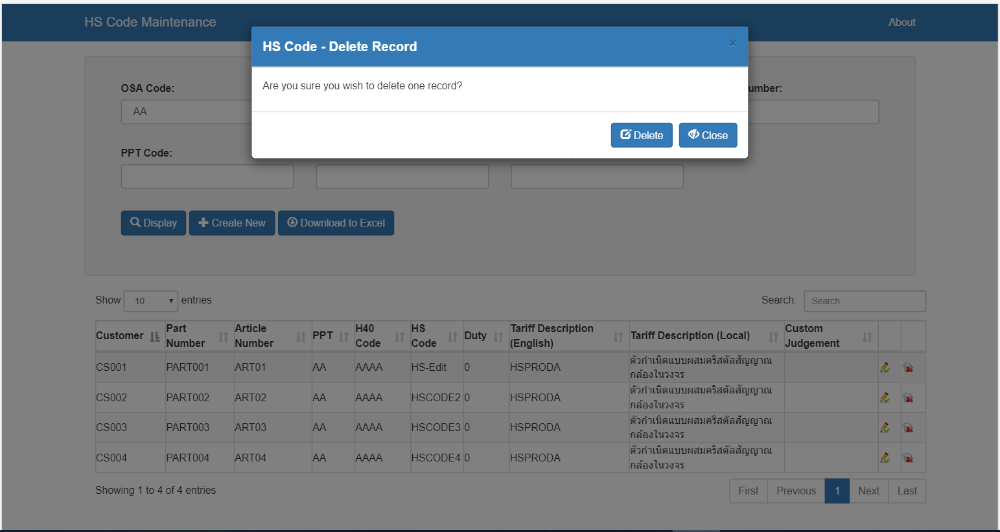 HS Code Maintenance
About
HS Code - Delete Record
×
Are you sure you wish to delete one record?
Delete
Close
OSA Code:
umber:
AA
PPT Code:
Display
Create New
Download to Excel
Show 10 entries
Search: Search
Customer
Part
Number
Article
Number
PPT
H40
Code
HS
Code
Duty
Tariff Description
(English)
Tariff Description (Local)
Custom
Judgement
CS001 PART001 ART01 AA AAAA HS-Edit 0 HSPRODA ตัวกำเนิดแบบผสมคริสตัลสัญญาณ
กล้องในวงจร
CS002 PART002 ART02 AA AAAA HSCODE2 0 HSPRODA ตัวกำเนิดแบบผสมคริสตัลสัญญาณ
กล้องในวงจร
CS003 PART003 ART03 AA AAAA HSCODE3 0 HSPRODA ตัวกำเนิดแบบผสมคริสตัลสัญญาณ
กล้องในวงจร
CS004 PART004 ART04 AA AAAA HSCODE4 0 HSPRODA ตัวกำเนิดแบบผสมคริสตัลสัญญาณ
กล้องในวงจร
Showing 1 to 4 of 4 entries
First Previous 1 Next Last